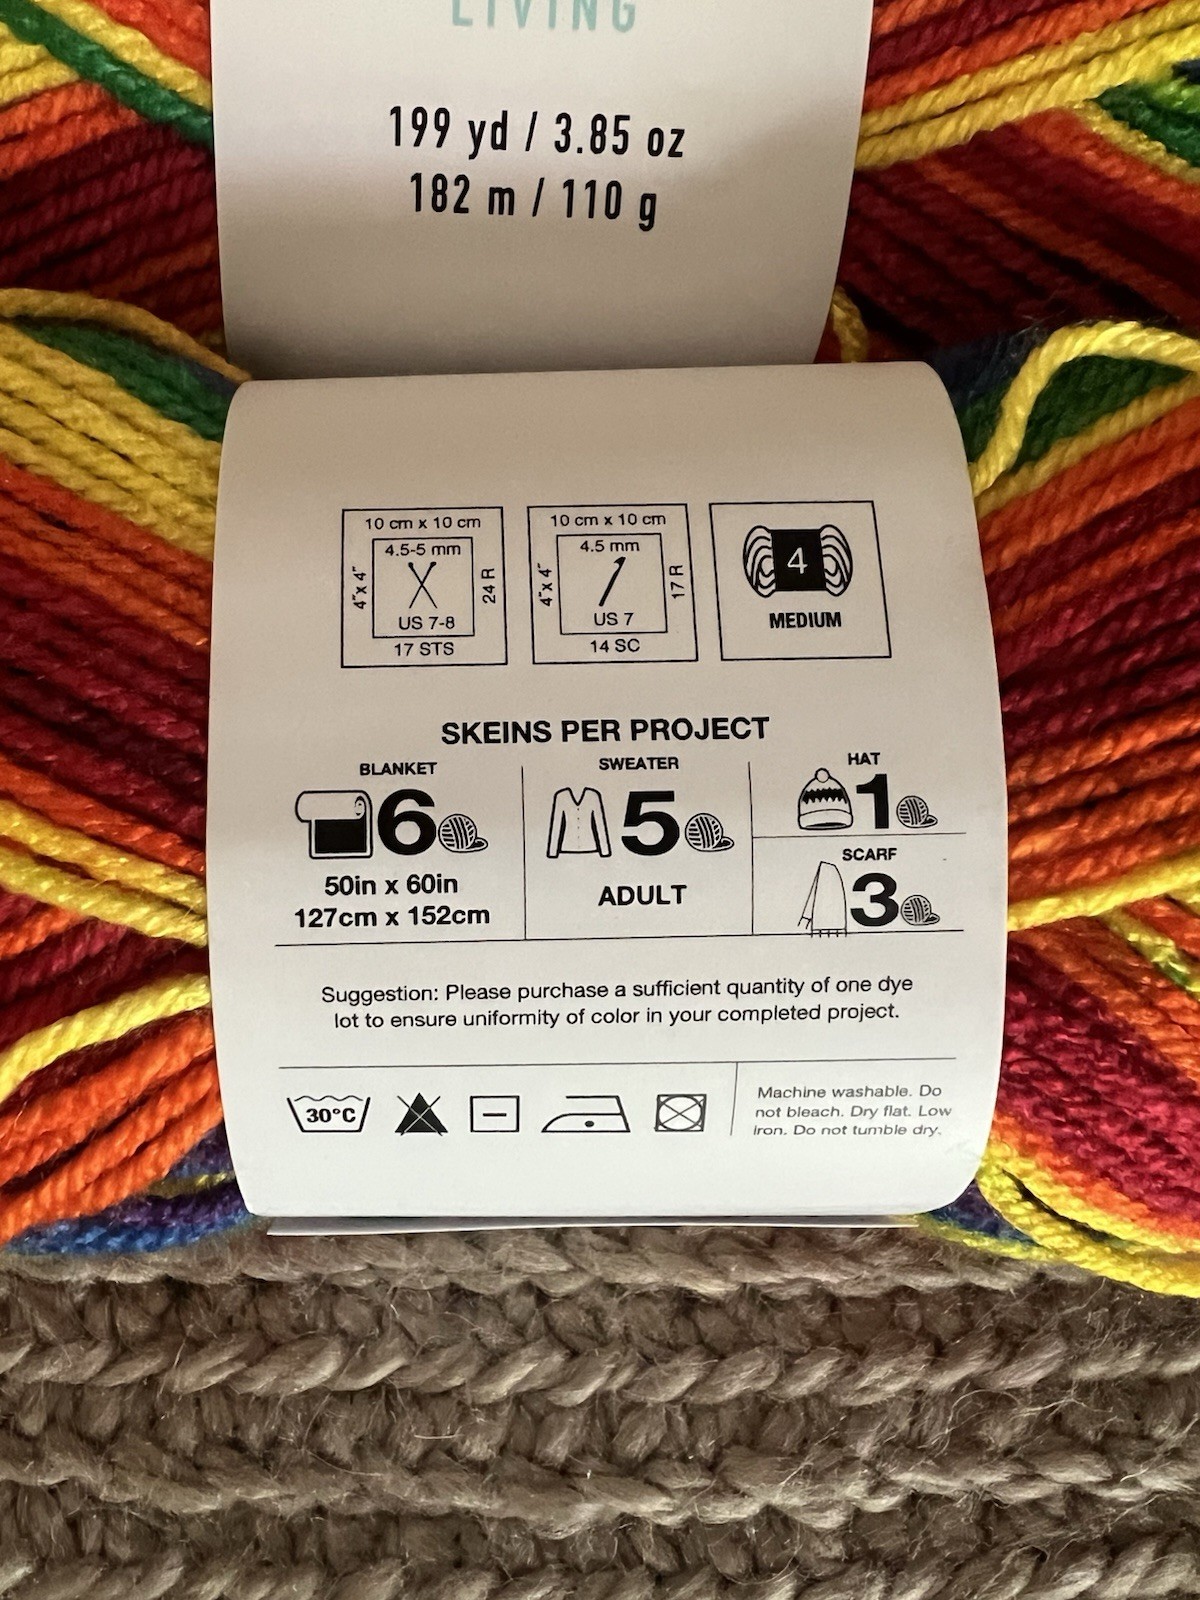 LIVING
199 yd / 3.85 oz
182 m / 110 g
10 cm x 10 cm
4"x 4"
4.5-5 mm
US 7-8
24 R
17 STS
10 cm x 10 cm
4"x 4"
4.5 mm
US 7
17 R
14 SC
4
MEDIUM
SKEINS PER PROJECT
BLANKET
6
50in x 60in
127cm x 152cm
SWEATER
5
ADULT
HAT
1
SCARF
3
Suggestion: Please purchase a sufficient quantity of one dye
lot to ensure uniformity of color in your completed project.
30°C
Machine washable. Do
not bleach. Dry flat. Low
iron. Do not tumble dry.